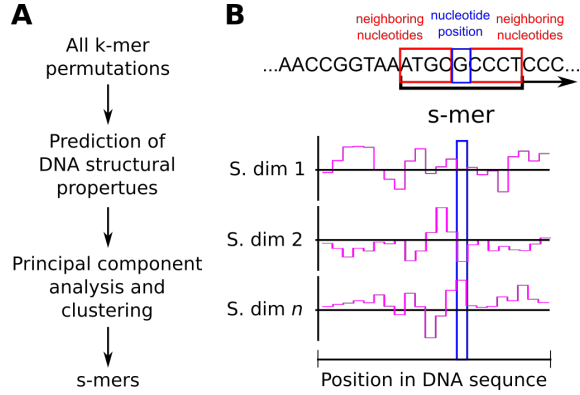 A
All k-mer
permutations
Prediction of
DNA structural
propertues
Principal component
analysis and
clustering
s-mers
B
neighboring
nucleotides
nucleotide
position
neighboring
nucleotides
...AACCGGTAAATGCGCCCTCCC...
s-mer
S. dim 1
S. dim 2
S. dim n
Position in DNA sequnce